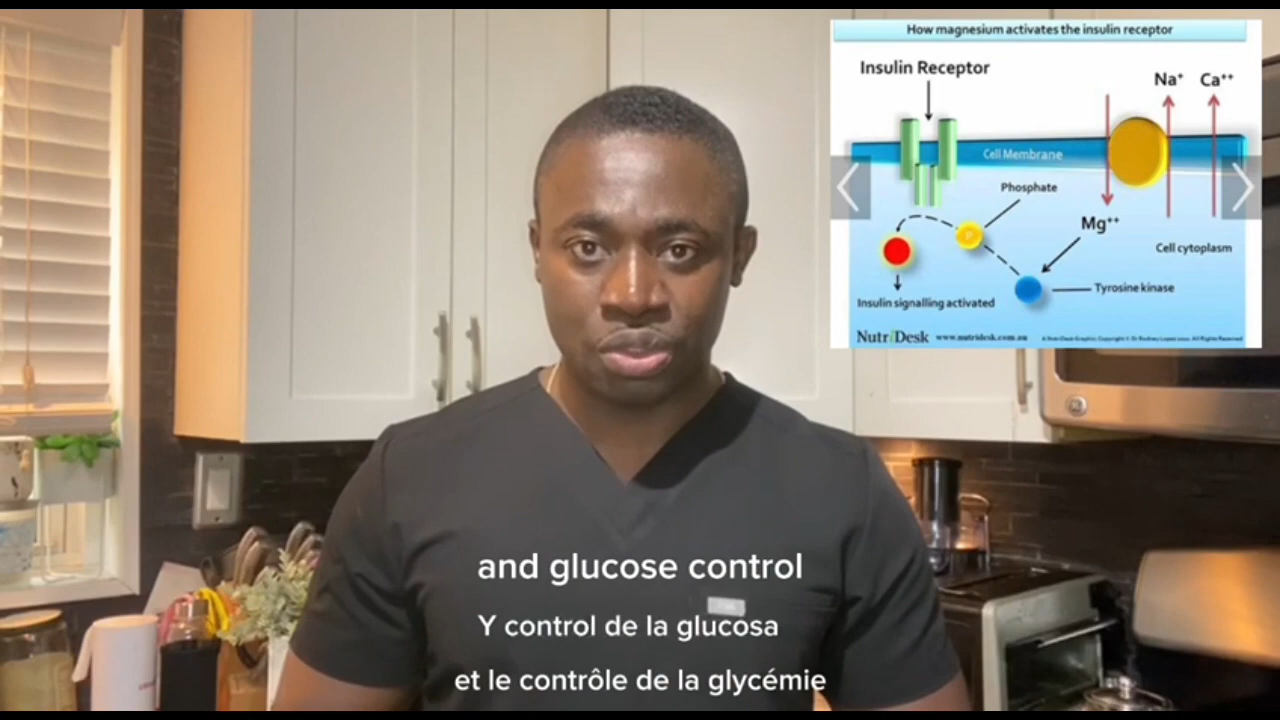 How magnesium activates the insulin receptor
Insulin Receptor
Na⁺ Ca⁺⁺
Cell Membrane
Phosphate
P
Mg⁺⁺
Cell cytoplasm
Tyrosine kinase
Insulin signalling activated
NutriDesk www.nutridesk.com.au
and glucose control
Y control de la glucosa
et le contrôle de la glycémie